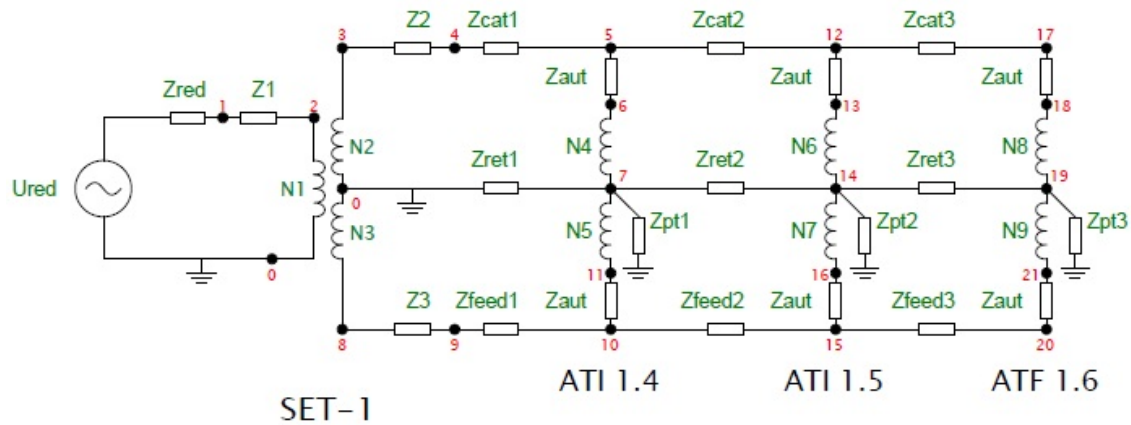 3 Z2 4 Zcat1 5 Zcat2 12 Zcat3 17
Zaut Zaut Zaut
Zred 1 Z1 2 6 13 18
N2 N4 N6 N8
Ured N1 0 Zret1 7 Zret2 14 Zret3 19
N3 N5 Zpt1 N7 Zpt2 N9 Zpt3
0 11 16 21
Z3 Zfeed1 Zaut Zfeed2 Zaut Zfeed3 Zaut
8 9 10 15 20
ATI 1.4 ATI 1.5 ATF 1.6
SET-1